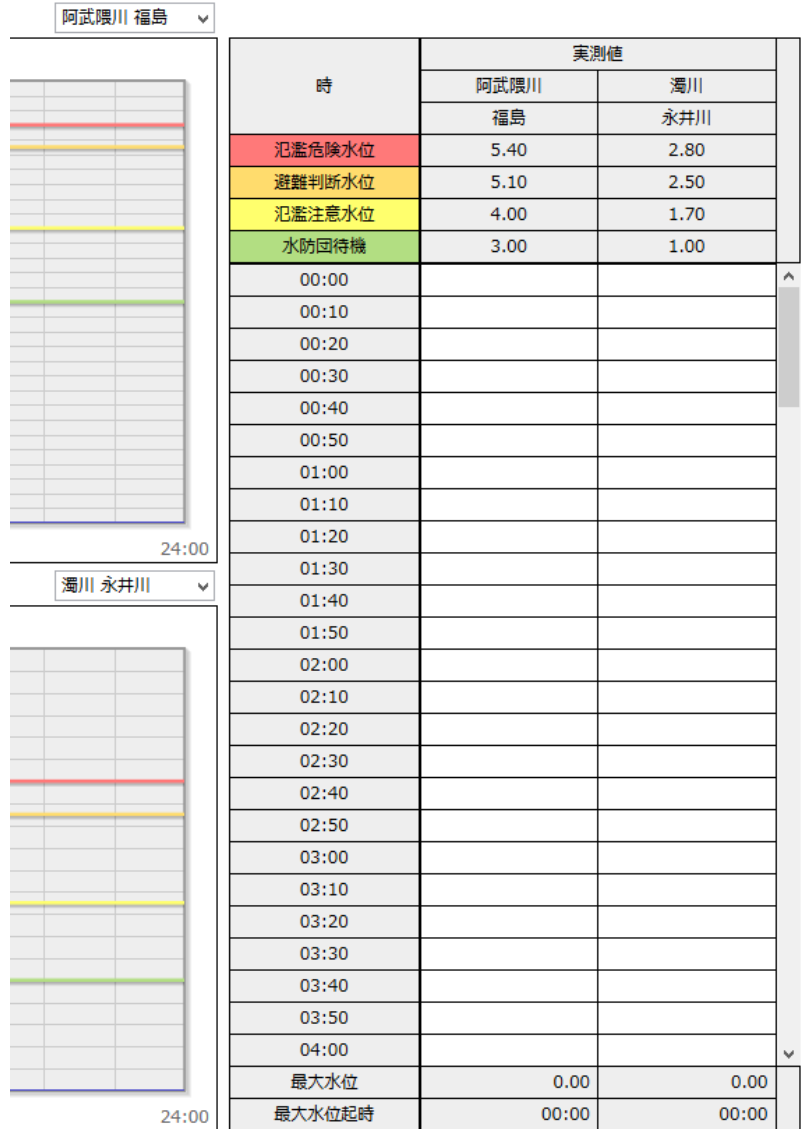 阿武隈川 福島
24:00
濁川 永井川
24:00
時 実測値
阿武隈川 濁川
福島 永井川
氾濫危険水位 5.40 2.80
避難判断水位 5.10 2.50
氾濫注意水位 4.00 1.70
水防団待機 3.00 1.00
00:00
00:10
00:20
00:30
00:40
00:50
01:00
01:10
01:20
01:30
01:40
01:50
02:00
02:10
02:20
02:30
02:40
02:50
03:00
03:10
03:20
03:30
03:40
03:50
04:00
最大水位 0.00 0.00
最大水位起時 00:00 00:00